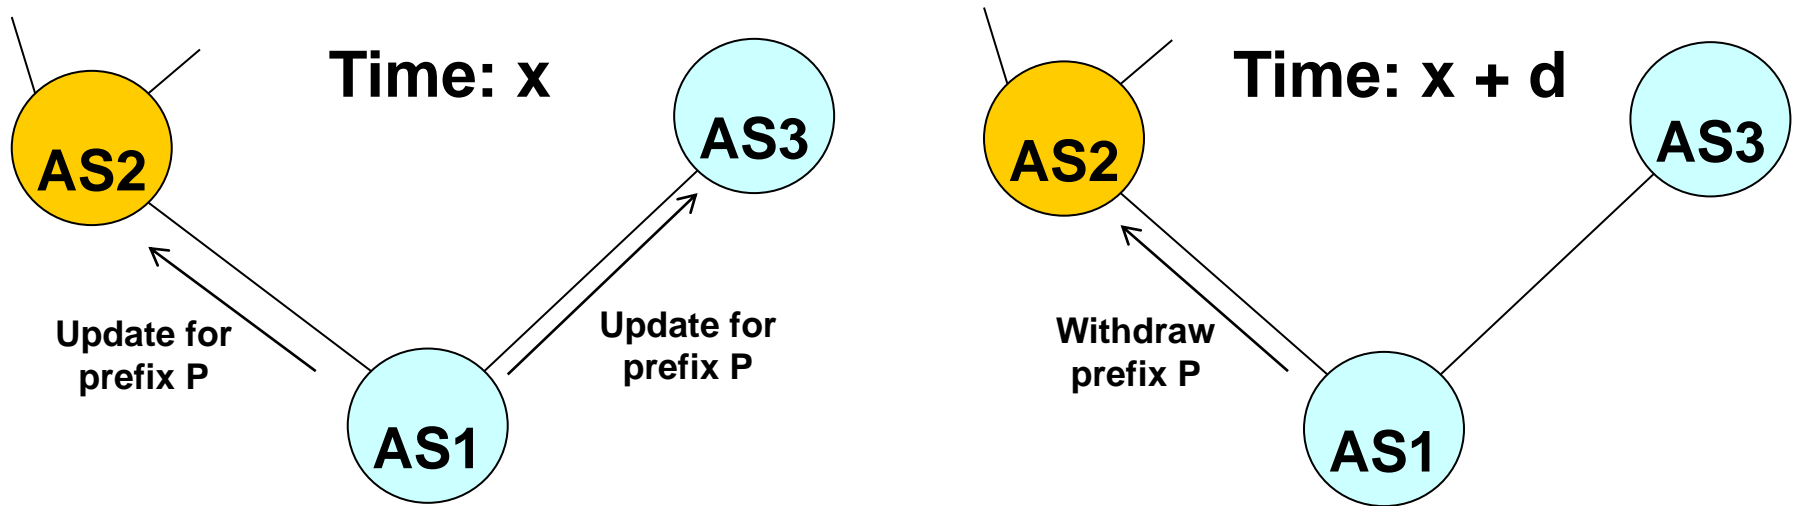 Time: x
AS2
AS3
Update for
prefix P
Update for
prefix P
AS1
Time: x + d
AS2
AS3
Withdraw
prefix P
AS1